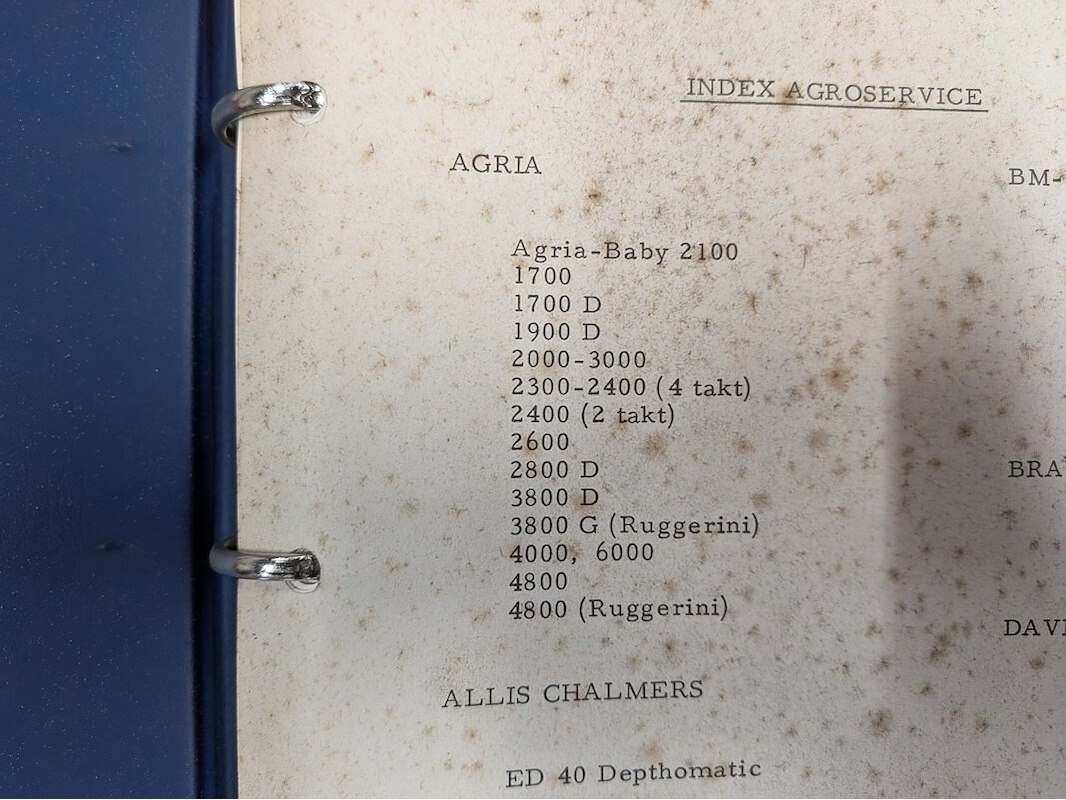 INDEX AGROSERVICE
AGRIA
Agria-Baby 2100
1700
1700 D
1900 D
2000-3000
2300-2400 (4 takt)
2400 (2 takt)
2600
2800 D
3800 D
3800 G (Ruggerini)
4000, 6000
4800
4800 (Ruggerini)
ALLIS CHALMERS
ED 40 Depthomatic
BM-
BRA
DAVI